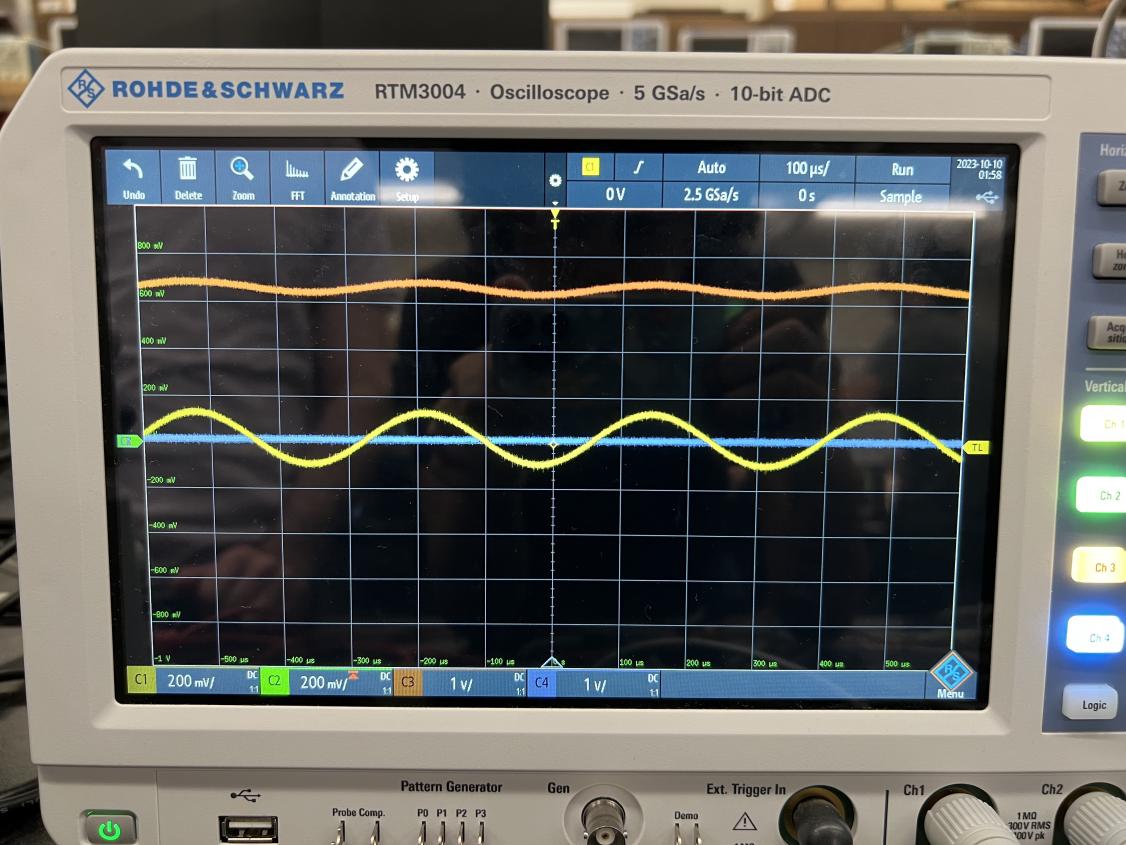 R&S ROHDE&SCHWARZ RTM3004 · Oscilloscope · 5 GSa/s · 10-bit ADC
Undo Delete Zoom FFT Annotation Setup
C1 Auto 100 µs/ Run 2023-10-10
0 V 2.5 GSa/s 0 s Sample 01:58
T
800 mV
600 mV
400 mV
200 mV
C2 TL
-200 mV
-400 mV
-600 mV
-800 mV
-1 V -500 µs -400 µs -300 µs -200 µs -100 µs 0 s 100 µs 200 µs 300 µs 400 µs 500 µs
C1 200 mV/ DC 1:1 C2 200 mV/ DC 1:1 C3 1 V/ DC 1:1 C4 1 V/ DC 1:1 R&S Menu
Vertical
Ch 1
Ch 2
Ch 3
Ch 4
Logic
Pattern Generator Gen Ext. Trigger In Ch1 Ch2
Probe Comp. P0 P1 P2 P3 Demo
1 MΩ
300 V RMS